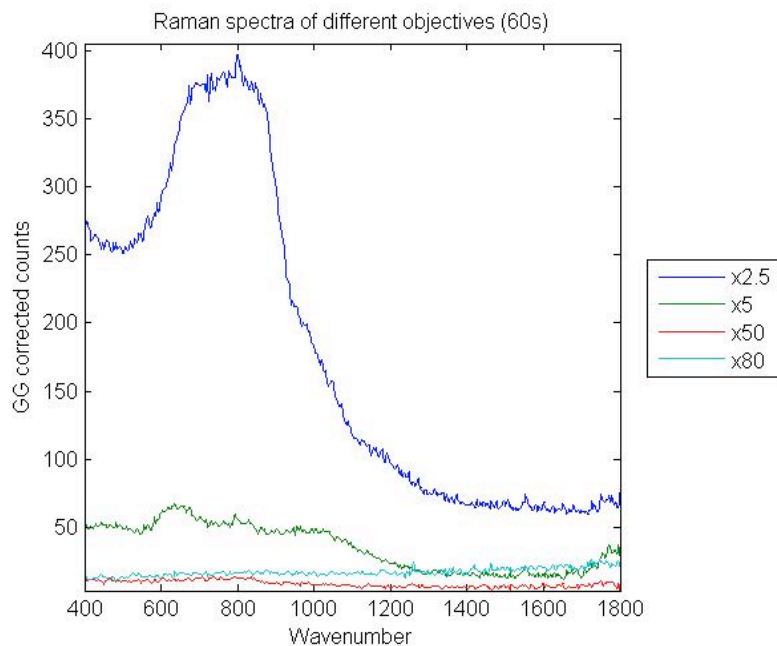 Raman spectra of different objectives (60s)
400
350
300
250
200
150
100
50
GG corrected counts
400 600 800 1000 1200 1400 1600 1800
Wavenumber
x2.5
x5
x50
x80